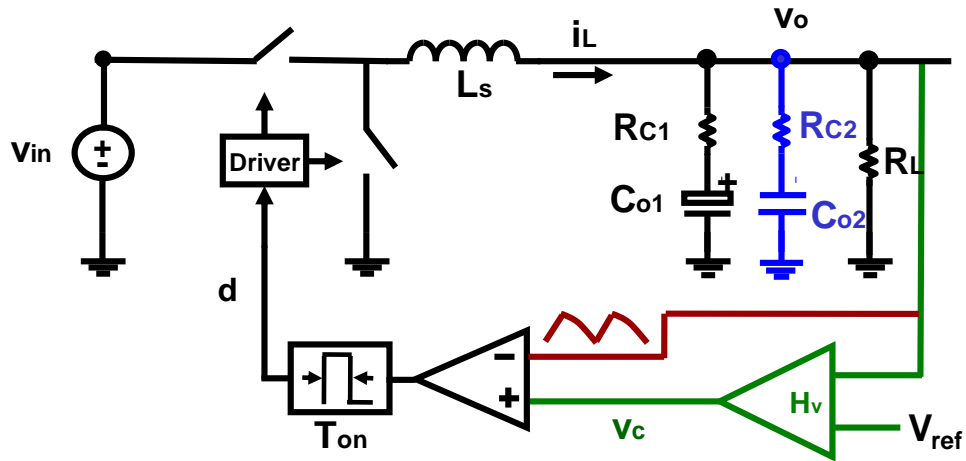 vo
iL
Ls
RC1
RC2
vin
+
-
Driver
RL
+
Co1
Co2
d
-
+
Hv
Ton
vc
Vref